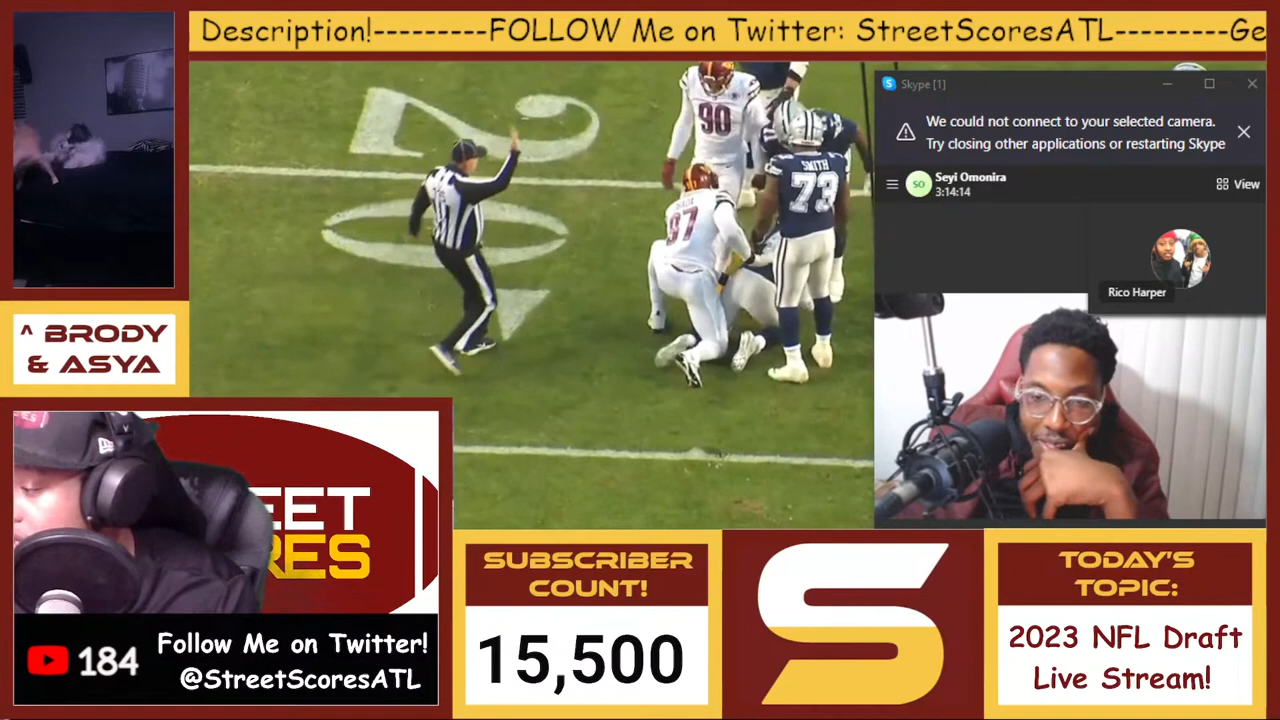 Description!---------FOLLOW Me on Twitter: StreetScoresATL---------Ge
Skype [1]
We could not connect to your selected camera.
Try closing other applications or restarting Skype
SO
Seyi Omonira
3:14:14
View
Rico Harper
2
0
90
97
SMITH
73
^ BRODY
& ASYA
EET
RES
184
Follow Me on Twitter!
@StreetScoresATL
SUBSCRIBER
COUNT!
15,500
S
TODAY'S
TOPIC:
2023 NFL Draft
Live Stream!